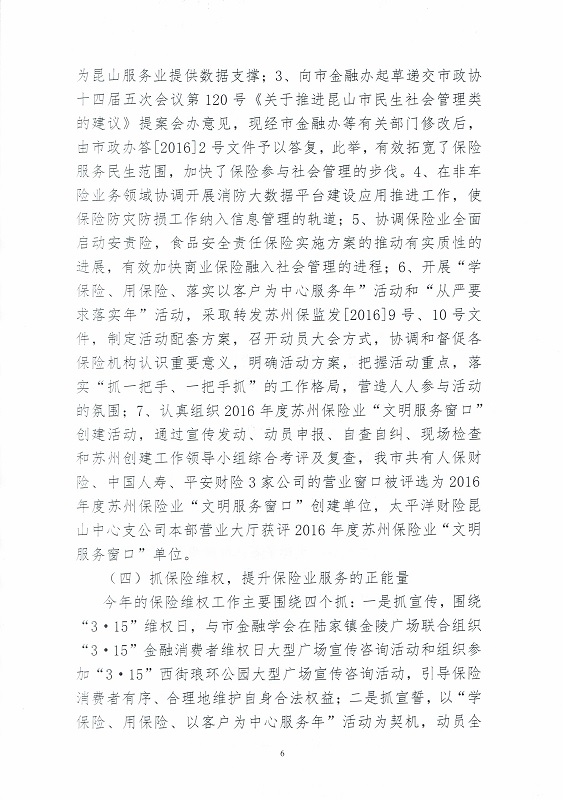 为昆山服务业提供数据支撑；3、向市金融办起草递交市政协
十四届五次会议第 120 号《关于推进昆山市民生社会管理类
的建议》提案会办意见，现经市金融办等有关部门修改后，
由市政办答[2016]2 号文件予以答复，此举，有效拓宽了保险
服务民生范围，加快了保险参与社会管理的步伐。4、在非车
险业务领域协调开展消防大数据平台建设应用推进工作，使
保险防灾防损工作纳入信息管理的轨道；5、协调保险业全面
启动安责险，食品安全责任保险实施方案的推动有实质性的
进展，有效加快商业保险融入社会管理的进程；6、开展“学
保险、用保险、落实以客户为中心服务年”活动和“从严要
求落实年”活动，采取转发苏州保监发[2016]9 号、10 号文
件，制定活动配套方案，召开动员大会方式，协调和督促各
保险机构认识重要意义，明确活动方案，把握活动重点，落
实“抓一把手、一把手抓”的工作格局，营造人人参与活动
的氛围；7、认真组织 2016 年度苏州保险业“文明服务窗口”
创建活动，通过宣传发动、动员申报、自查自纠、现场检查
和苏州创建工作领导小组综合考评及复查，我市共有人保财
险、中国人寿、平安财险 3 家公司的营业窗口被评选为 2016
年度苏州保险业“文明服务窗口”创建单位，太平洋财险昆
山中心支公司本部营业大厅获评 2016 年度苏州保险业“文明
服务窗口”单位。
（四）抓保险维权，提升保险业服务的正能量
今年的保险维权工作主要围绕四个抓：一是抓宣传，围绕
“3·15”维权日，与市金融学会在陆家镇金陵广场联合组织
“3·15”金融消费者维权日大型广场宣传咨询活动和组织参
加“3·15”西街琅环公园大型广场宣传咨询活动，引导保险
消费者有序、合理地维护自身合法权益；二是抓宣誓，以“学
保险、用保险、以客户为中心服务年”活动为契机，动员全
6